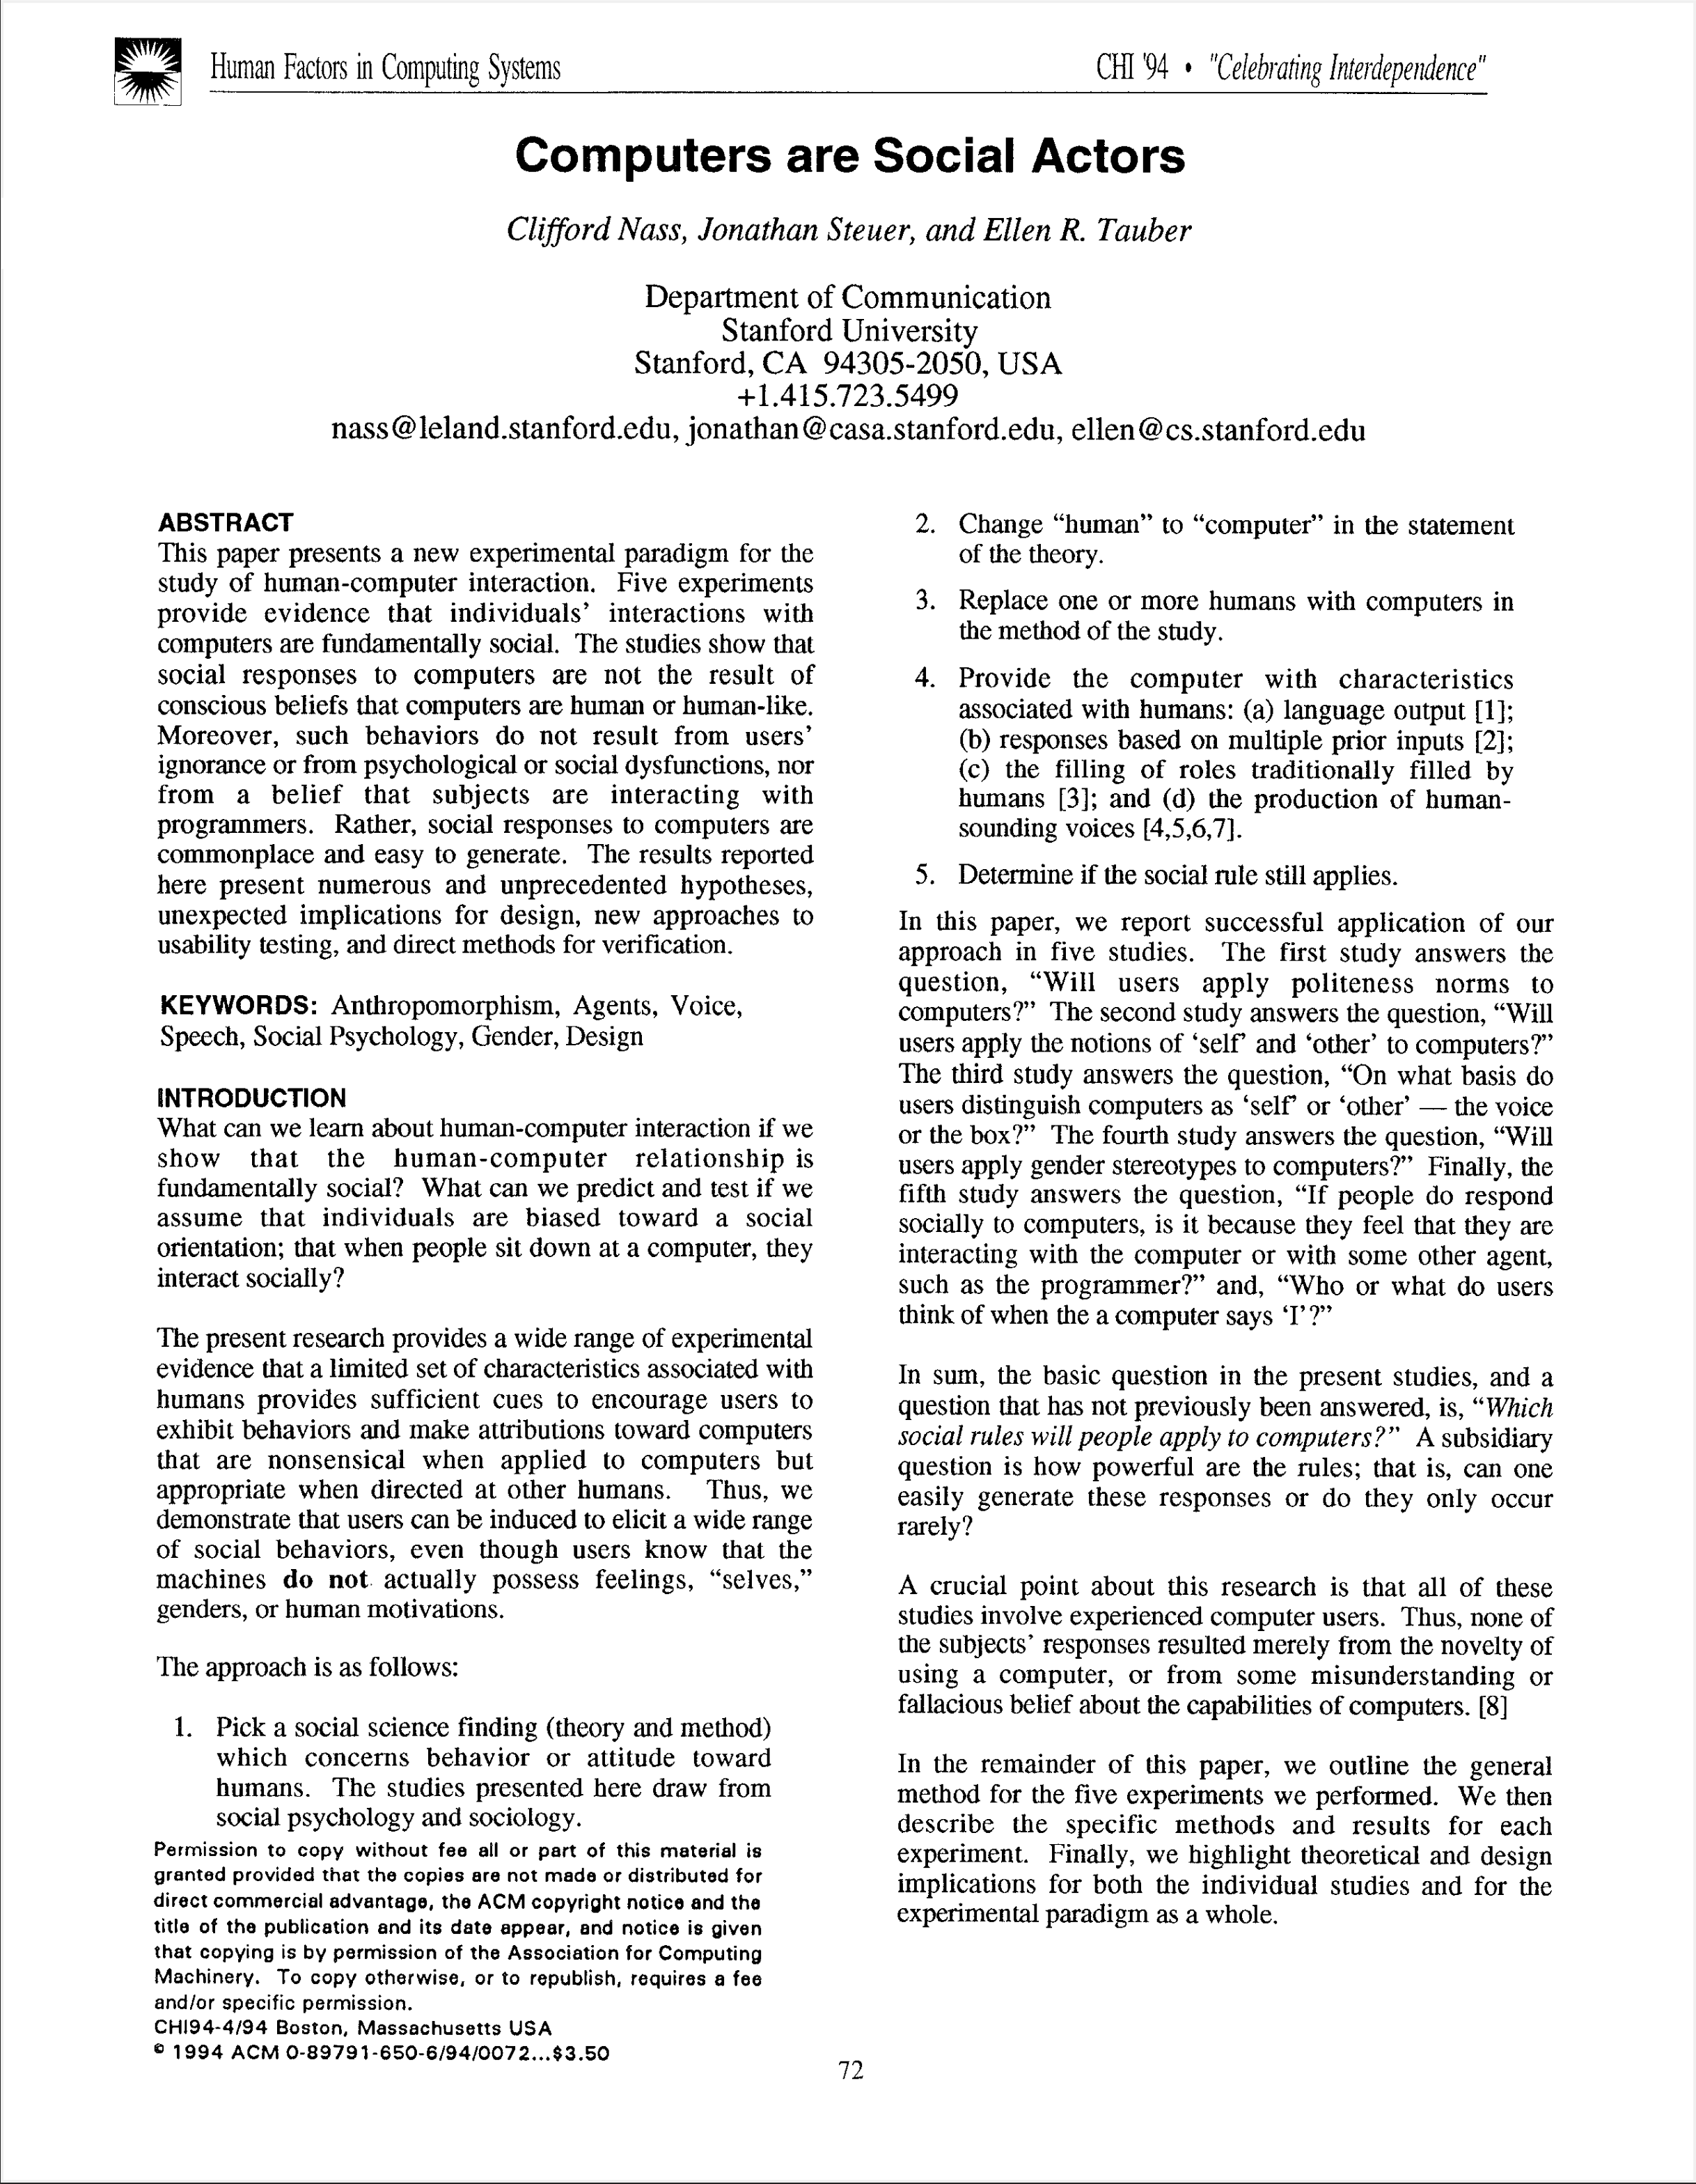 Human Factors in Computing Systems
CHI '94 • "Celebrating Interdependence"
Computers are Social Actors
Clifford Nass, Jonathan Steuer, and Ellen R. Tauber
Department of Communication
Stanford University
Stanford, CA 94305-2050, USA
+1.415.723.5499
nass@leland.stanford.edu, jonathan@casa.stanford.edu, ellen@cs.stanford.edu
ABSTRACT
This paper presents a new experimental paradigm for the
study of human-computer interaction. Five experiments
provide evidence that individuals’ interactions with
computers are fundamentally social. The studies show that
social responses to computers are not the result of
conscious beliefs that computers are human or human-like.
Moreover, such behaviors do not result from users’
ignorance or from psychological or social dysfunctions, nor
from a belief that subjects are interacting with
programmers. Rather, social responses to computers are
commonplace and easy to generate. The results reported
here present numerous and unprecedented hypotheses,
unexpected implications for design, new approaches to
usability testing, and direct methods for verification.
KEYWORDS: Anthropomorphism, Agents, Voice,
Speech, Social Psychology, Gender, Design
INTRODUCTION
What can we learn about human-computer interaction if we
show that the human-computer relationship is
fundamentally social? What can we predict and test if we
assume that individuals are biased toward a social
orientation; that when people sit down at a computer, they
interact socially?
The present research provides a wide range of experimental
evidence that a limited set of characteristics associated with
humans provides sufficient cues to encourage users to
exhibit behaviors and make attributions toward computers
that are nonsensical when applied to computers but
appropriate when directed at other humans. Thus, we
demonstrate that users can be induced to elicit a wide range
of social behaviors, even though users know that the
machines do not actually possess feelings, “selves,”
genders, or human motivations.
The approach is as follows:
1. Pick a social science finding (theory and method)
which concerns behavior or attitude toward
humans. The studies presented here draw from
social psychology and sociology.
Permission to copy without fee all or part of this material is
granted provided that the copies are not made or distributed for
direct commercial advantage, the ACM copyright notice and the
title of the publication and its date appear, and notice is given
that copying is by permission of the Association for Computing
Machinery. To copy otherwise, or to republish, requires a fee
and/or specific permission.
CHI94-4/94 Boston, Massachusetts USA
© 1994 ACM 0-89791-650-6/94/0072...$3.50
2. Change “human” to “computer” in the statement
of the theory.
3. Replace one or more humans with computers in
the method of the study.
4. Provide the computer with characteristics
associated with humans: (a) language output [1];
(b) responses based on multiple prior inputs [2];
(c) the filling of roles traditionally filled by
humans [3]; and (d) the production of human-
sounding voices [4,5,6,7].
5. Determine if the social rule still applies.
In this paper, we report successful application of our
approach in five studies. The first study answers the
question, “Will users apply politeness norms to
computers?” The second study answers the question, “Will
users apply the notions of ‘self’ and ‘other’ to computers?”
The third study answers the question, “On what basis do
users distinguish computers as ‘self’ or ‘other’ — the voice
or the box?” The fourth study answers the question, “Will
users apply gender stereotypes to computers?” Finally, the
fifth study answers the question, “If people do respond
socially to computers, is it because they feel that they are
interacting with the computer or with some other agent,
such as the programmer?” and, “Who or what do users
think of when the a computer says ‘I’?”
In sum, the basic question in the present studies, and a
question that has not previously been answered, is, “Which
social rules will people apply to computers?” A subsidiary
question is how powerful are the rules; that is, can one
easily generate these responses or do they only occur
rarely?
A crucial point about this research is that all of these
studies involve experienced computer users. Thus, none of
the subjects’ responses resulted merely from the novelty of
using a computer, or from some misunderstanding or
fallacious belief about the capabilities of computers. [8]
In the remainder of this paper, we outline the general
method for the five experiments we performed. We then
describe the specific methods and results for each
experiment. Finally, we highlight theoretical and design
implications for both the individual studies and for the
experimental paradigm as a whole.
72